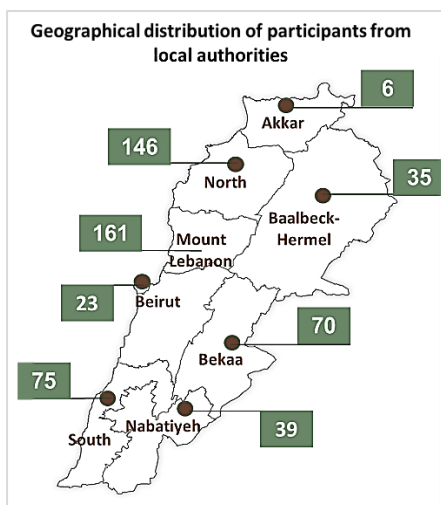 Geographical distribution of participants from
local authorities
6
Akkar
146
North
35
Baalbeck-
Hermel
161
Mount
Lebanon
23
Beirut
70
Bekaa
75
South
Nabatiyeh
39